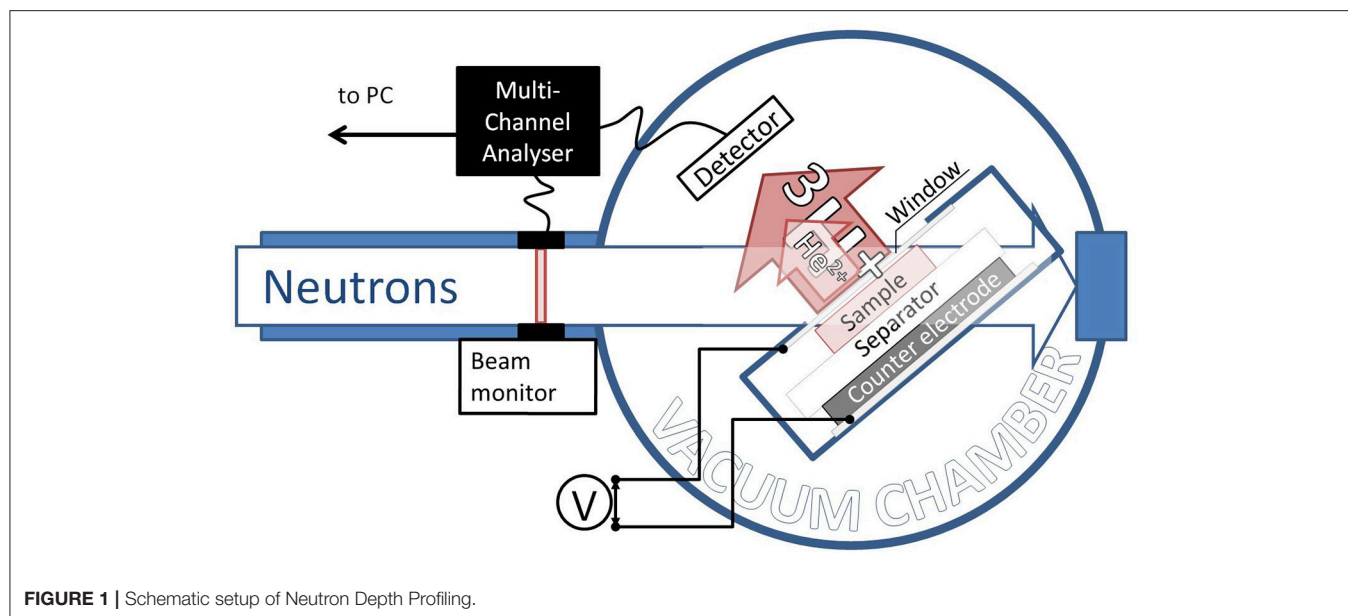 to PC
Multi-
Channel
Analyser
Detector
Window
3Li+
He2+
Neutrons
Sample
Separator
Counter electrode
Beam
monitor
V
VACUUM CHAMBER
FIGURE 1 | Schematic setup of Neutron Depth Profiling.